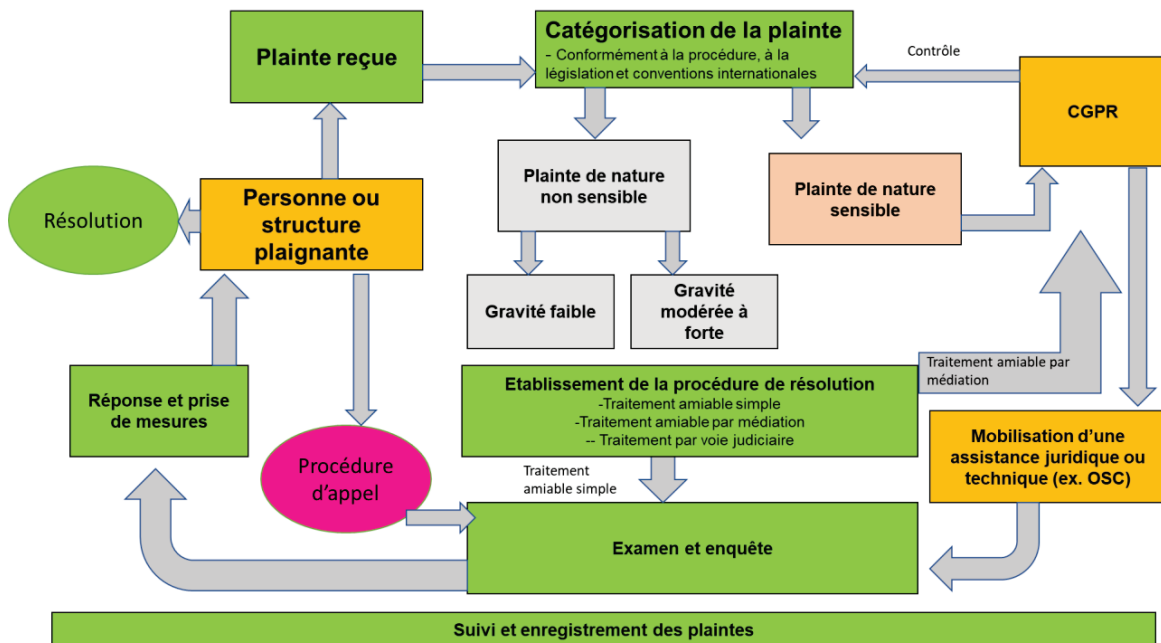 Plainte reçue
Catégorisation de la plainte
- Conformément à la procédure, à la
législation et conventions internationales
Contrôle
CGPR
Plainte de nature
non sensible
Plainte de nature
sensible
Résolution
Personne ou
structure
plaignante
Gravité faible
Gravité
modérée à
forte
Réponse et prise
de mesures
Etablissement de la procédure de résolution
-Traitement amiable simple
-Traitement amiable par médiation
-- Traitement par voie judiciaire
Traitement amiable par
médiation
Mobilisation d’une
assistance juridique ou
technique (ex. OSC)
Procédure
d’appel
Traitement
amiable simple
Examen et enquête
Suivi et enregistrement des plaintes